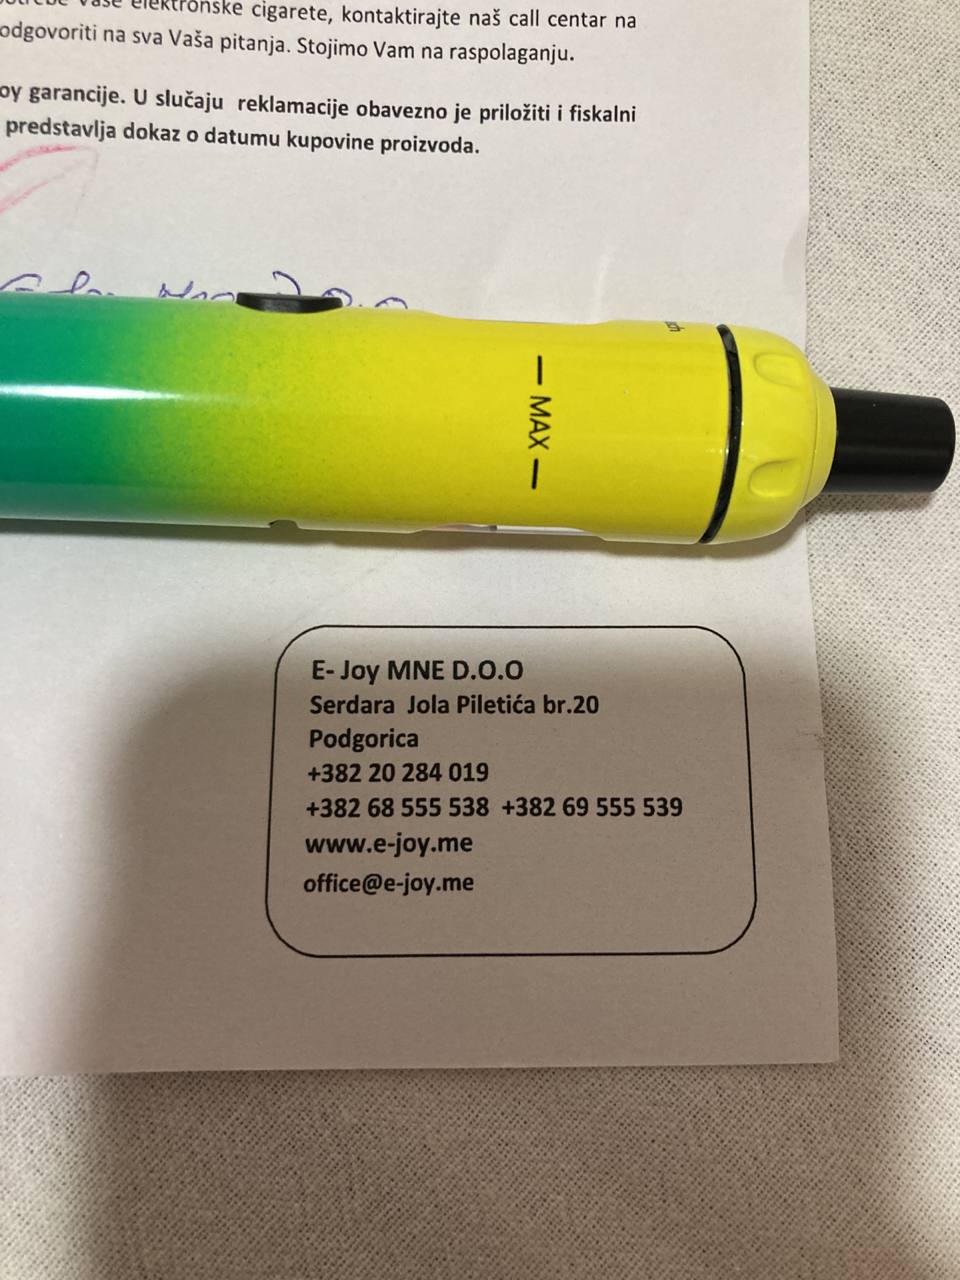 Vaše elektronske cigarete, kontaktirajte naš call centar na
odgovoriti na sva Vaša pitanja. Stojimo Vam na raspolaganju.
garancije. U slučaju reklamacije obavezno je priložiti i fiskalni
predstavlja dokaz o datumu kupovine proizvoda.
— MAX —
E- Joy MNE D.O.O
Serdara Jola Piletića br.20
Podgorica
+382 20 284 019
+382 68 555 538 +382 69 555 539
www.e-joy.me
office@e-joy.me